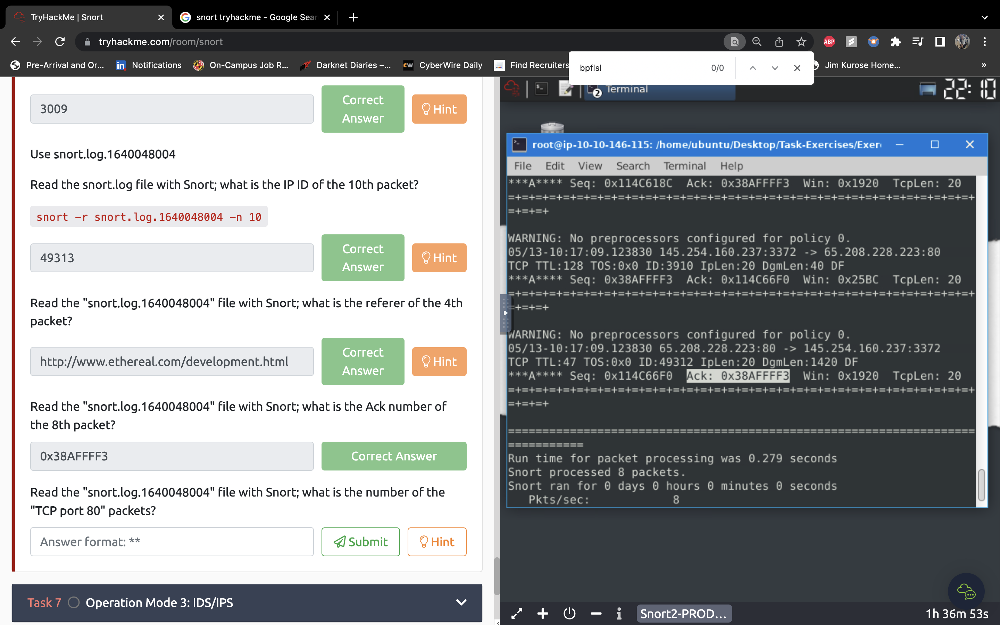 TryHackMe | Snort
snort tryhackme - Google Sear
tryhackme.com/room/snort
ABP
Pre-Arrival and Or...
Notifications
On-Campus Job R...
Darknet Diaries –...
CW
CyberWire Daily
Find Recruiters
Jim Kurose Home...
»
bpflsl
0/0
3009
Correct
Answer
Hint
Use snort.log.1640048004
Read the snort.log file with Snort; what is the IP ID of the 10th packet?
snort -r snort.log.1640048004 -n 10
49313
Correct
Answer
Hint
Read the "snort.log.1640048004" file with Snort; what is the referer of the 4th
packet?
http://www.ethereal.com/development.html
Correct
Answer
Hint
Read the "snort.log.1640048004" file with Snort; what is the Ack number of
the 8th packet?
0x38AFFFF3
Correct Answer
Read the "snort.log.1640048004" file with Snort; what is the number of the
"TCP port 80" packets?
Answer format: **
Submit
Hint
Task 7
Operation Mode 3: IDS/IPS
2
Terminal
22:10
root@ip-10-10-146-115: /home/ubuntu/Desktop/Task-Exercises/Exer
File Edit View Search Terminal Help
***A**** Seq: 0x114C618C  Ack: 0x38AFFFF3  Win: 0x1920  TcpLen: 20
=+=+=+=+=+=+=+=+=+=+=+=+=+=+=+=+=+=+=+=+=+=+=+=+=+=+=+=+=+=+=+=+=+=+
=+=+=+
WARNING: No preprocessors configured for policy 0.
05/13-10:17:09.123830 145.254.160.237:3372 -> 65.208.228.223:80
TCP TTL:128 TOS:0x0 ID:3910 IpLen:20 DgmLen:40 DF
***A**** Seq: 0x38AFFFF3  Ack: 0x114C66F0  Win: 0x25BC  TcpLen: 20
=+=+=+=+=+=+=+=+=+=+=+=+=+=+=+=+=+=+=+=+=+=+=+=+=+=+=+=+=+=+=+=+=+=+
=+=+=+
WARNING: No preprocessors configured for policy 0.
05/13-10:17:09.123830 65.208.228.223:80 -> 145.254.160.237:3372
TCP TTL:47 TOS:0x0 ID:49312 IpLen:20 DgmLen:1420 DF
***A**** Seq: 0x114C66F0  Ack: 0x38AFFFF3  Win: 0x1920  TcpLen: 20
=+=+=+=+=+=+=+=+=+=+=+=+=+=+=+=+=+=+=+=+=+=+=+=+=+=+=+=+=+=+=+=+=+=+
=+=+=+
====================================================================
===========
Run time for packet processing was 0.279 seconds
Snort processed 8 packets.
Snort ran for 0 days 0 hours 0 minutes 0 seconds
Pkts/sec:            8
Snort2-PROD...
1h 36m 53s